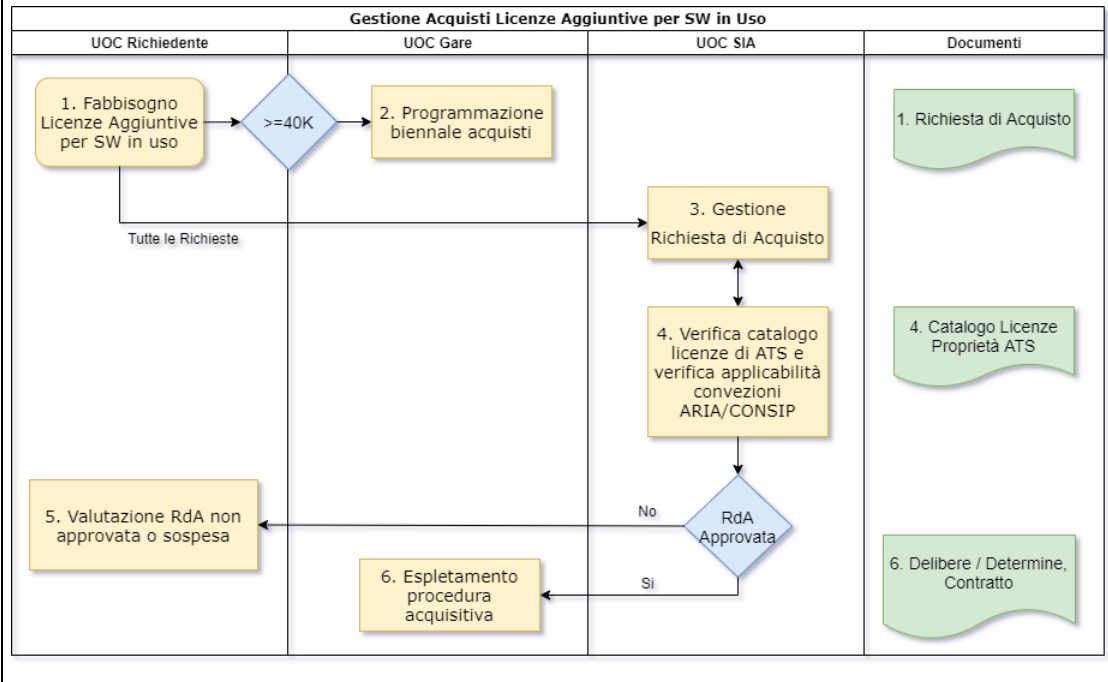 Gestione Acquisti Licenze Aggiuntive per SW in Uso
UOC Richiedente
UOC Gare
UOC SIA
Documenti
1. Fabbisogno
Licenze Aggiuntive
per SW in uso
>=40K
2. Programmazione
biennale acquisti
1. Richiesta di Acquisto
Tutte le Richieste
3. Gestione
Richiesta di Acquisto
4. Verifica catalogo
licenze di ATS e
verifica applicabilità
convezioni
ARIA/CONSIP
4. Catalogo Licenze
Proprietà ATS
5. Valutazione RdA non
approvata o sospesa
No
RdA
Approvata
6. Espletamento
procedura
acquisitiva
Si
6. Delibere / Determine,
Contratto